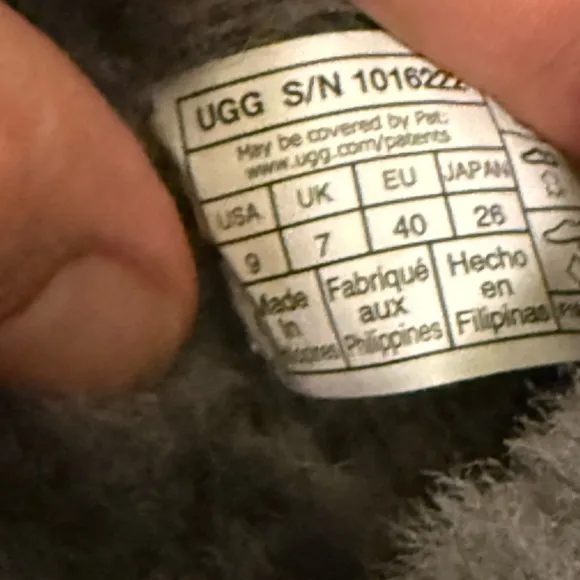 UGG S/N 1016222
May be covered by Pat.
www.ugg.com/patents
USA UK EU JAPAN
9 7 40 26
Made in
Fabriqué aux Philippines
Hecho en Filipinas